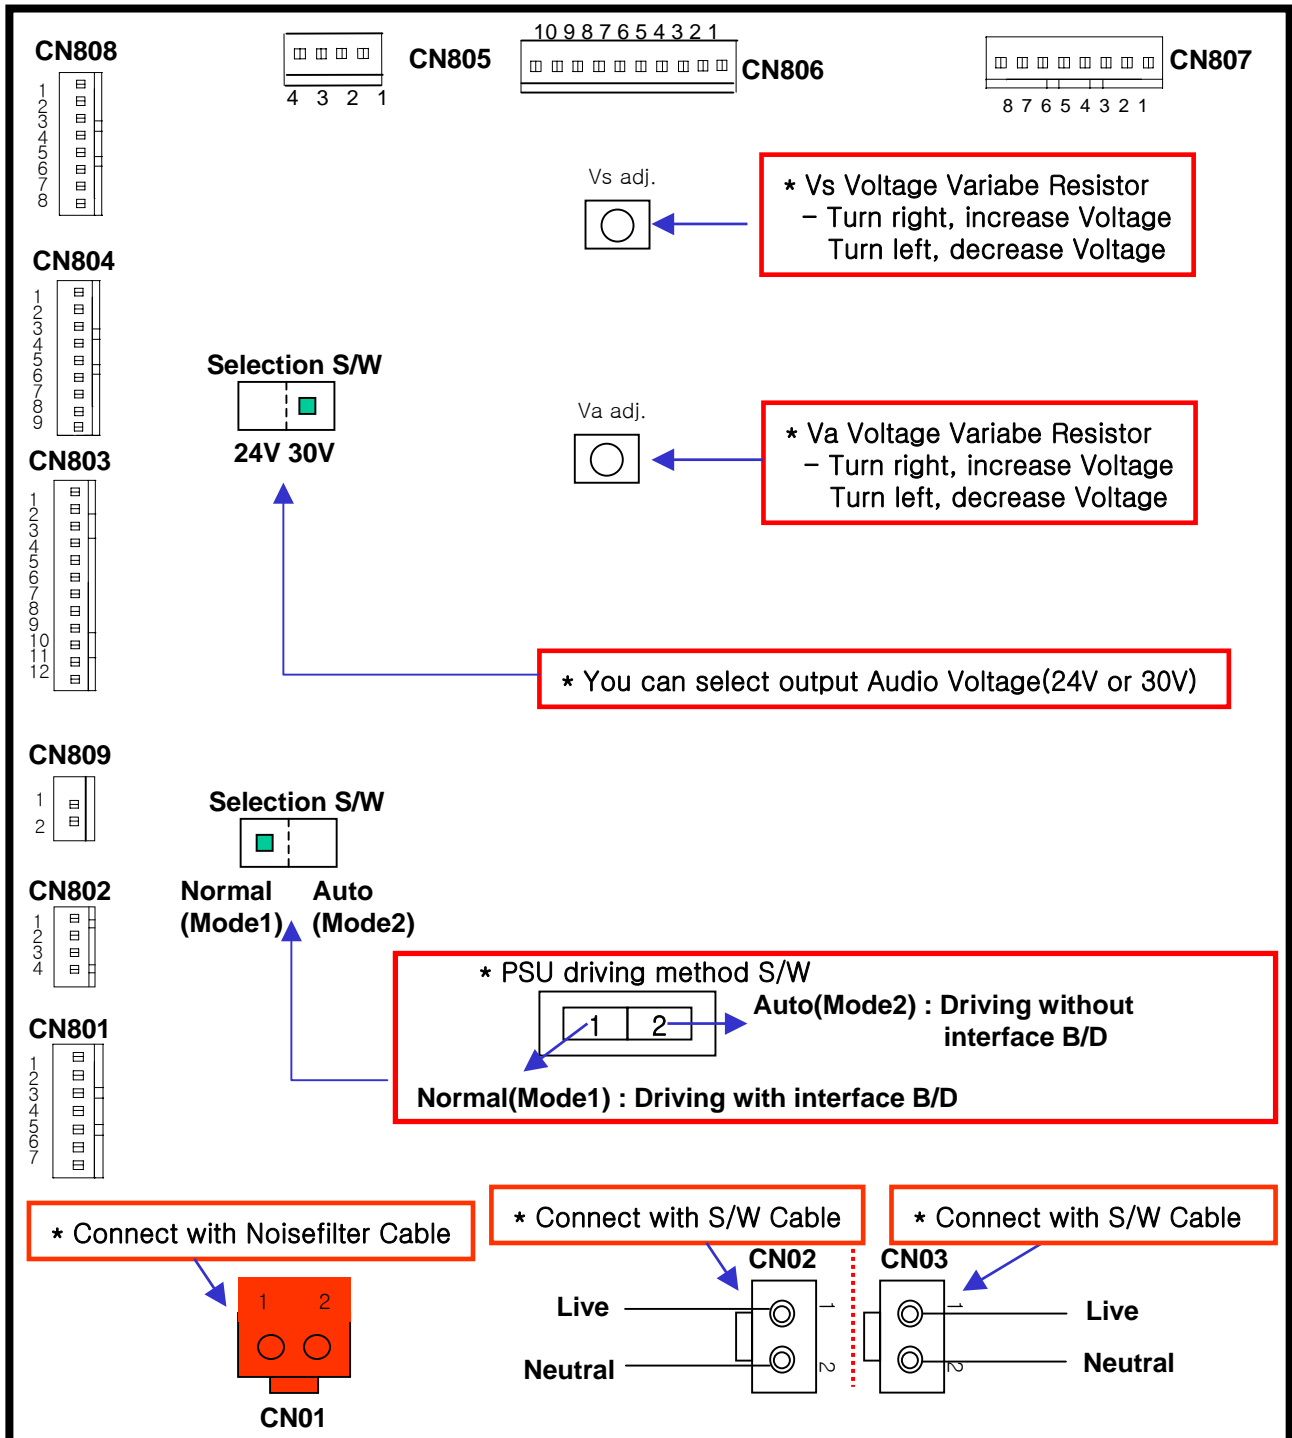 CN808
1
2
3
4
5
6
7
8
4 3 2 1
CN805
10 9 8 7 6 5 4 3 2 1
CN806
CN807
8 7 6 5 4 3 2 1
Vs adj.
* Vs Voltage Variabe Resistor
- Turn right, increase Voltage
Turn left, decrease Voltage
CN804
1
2
3
4
5
6
7
8
9
Selection S/W
24V 30V
Va adj.
* Va Voltage Variabe Resistor
- Turn right, increase Voltage
Turn left, decrease Voltage
CN803
1
2
3
4
5
6
7
8
9
10
11
12
* You can select output Audio Voltage(24V or 30V)
CN809
1
2
Selection S/W
Normal Auto
(Mode1) (Mode2)
CN802
1
2
3
4
* PSU driving method S/W
1 2
Auto(Mode2) : Driving without
interface B/D
Normal(Mode1) : Driving with interface B/D
CN801
1
2
3
4
5
6
7
* Connect with Noisefilter Cable
1 2
CN01
* Connect with S/W Cable
CN02
Live
1
Neutral
2
* Connect with S/W Cable
CN03
1
Live
2
Neutral